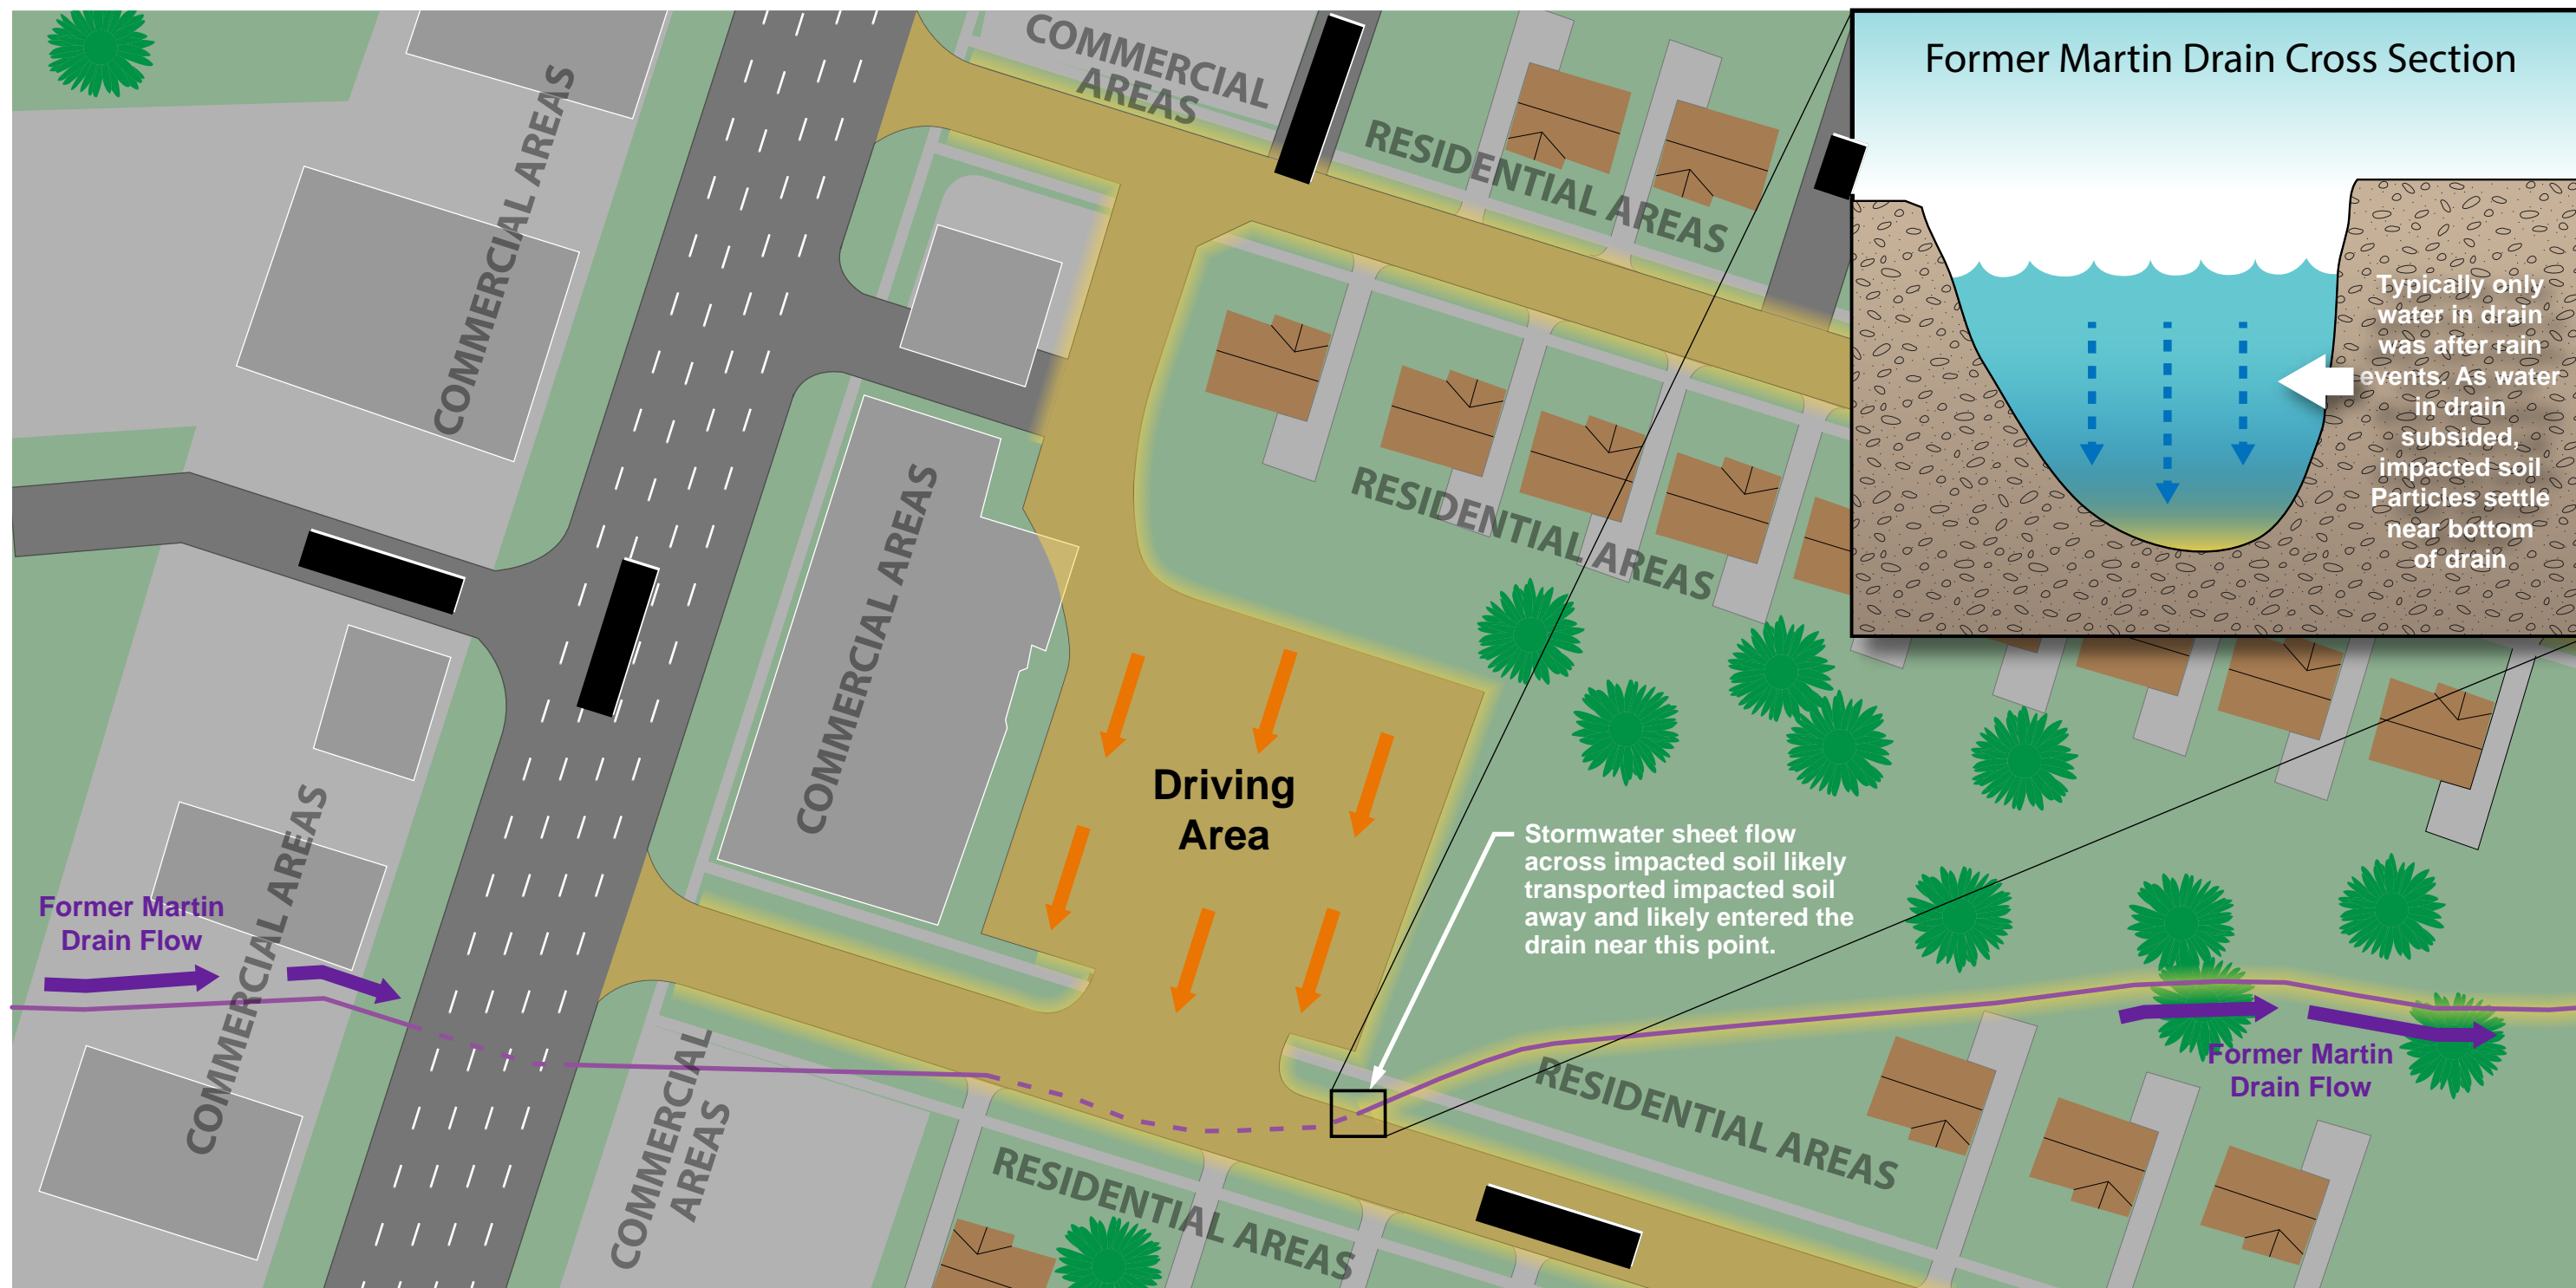 Former Martin Drain Cross Section
Typically only
water in drain
was after rain
events. As water
in drain
subsided,
impacted soil
Particles settle
near bottom
of drain
COMMERCIAL
AREAS
COMMERCIAL AREAS
RESIDENTIAL AREAS
RESIDENTIAL AREAS
COMMERCIAL AREAS
Driving
Area
Stormwater sheet flow
across impacted soil likely
transported impacted soil
away and likely entered the
drain near this point.
Former Martin
Drain Flow
COMMERCIAL AREAS
COMMERCIAL
AREAS
RESIDENTIAL AREAS
RESIDENTIAL AREAS
Former Martin
Drain Flow